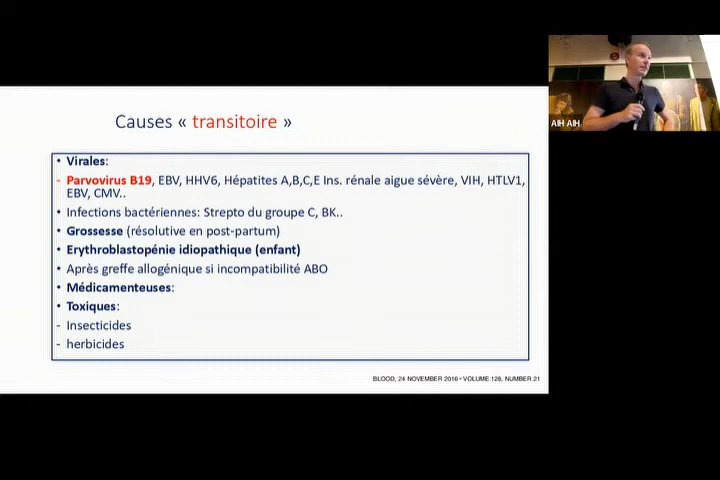 Causes « transitoire »
• Virales:
- Parvovirus B19, EBV, HHV6, Hépatites A,B,C,E Ins. rénale aigue sévère, VIH, HTLV1,
EBV, CMV..
• Infections bactériennes: Strepto du groupe C, BK..
• Grossesse (résolutive en post-partum)
• Erythroblastopénie idiopathique (enfant)
• Après greffe allogénique si incompatibilité ABO
• Médicamenteuses:
• Toxiques:
- Insecticides
- herbicides
BLOOD, 24 NOVEMBER 2016 • VOLUME 128, NUMBER 21
AIH AIH